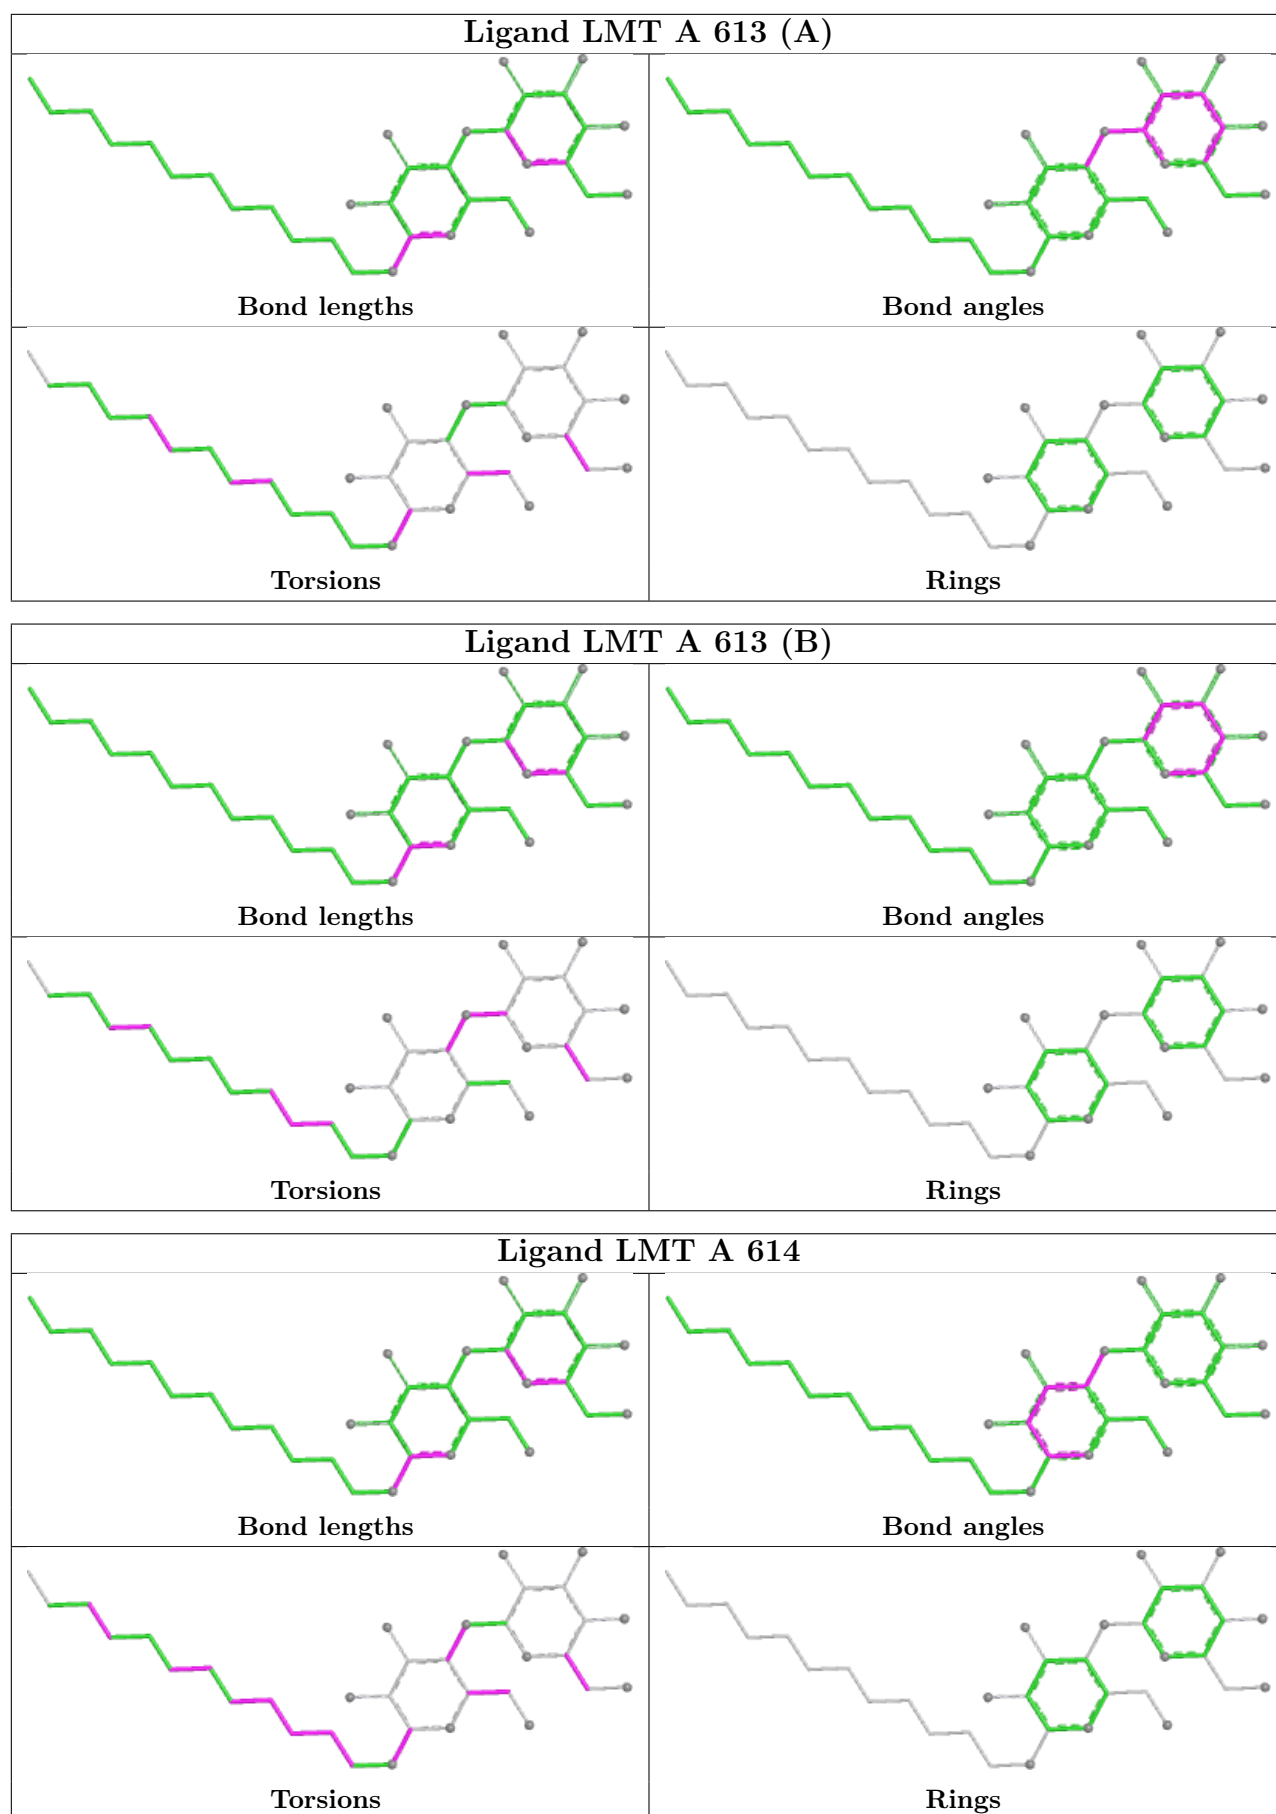 Ligand LMT A 613 (A)
Bond lengths
Bond angles
Torsions
Rings
Ligand LMT A 613 (B)
Bond lengths
Bond angles
Torsions
Rings
Ligand LMT A 614
Bond lengths
Bond angles
Torsions
Rings